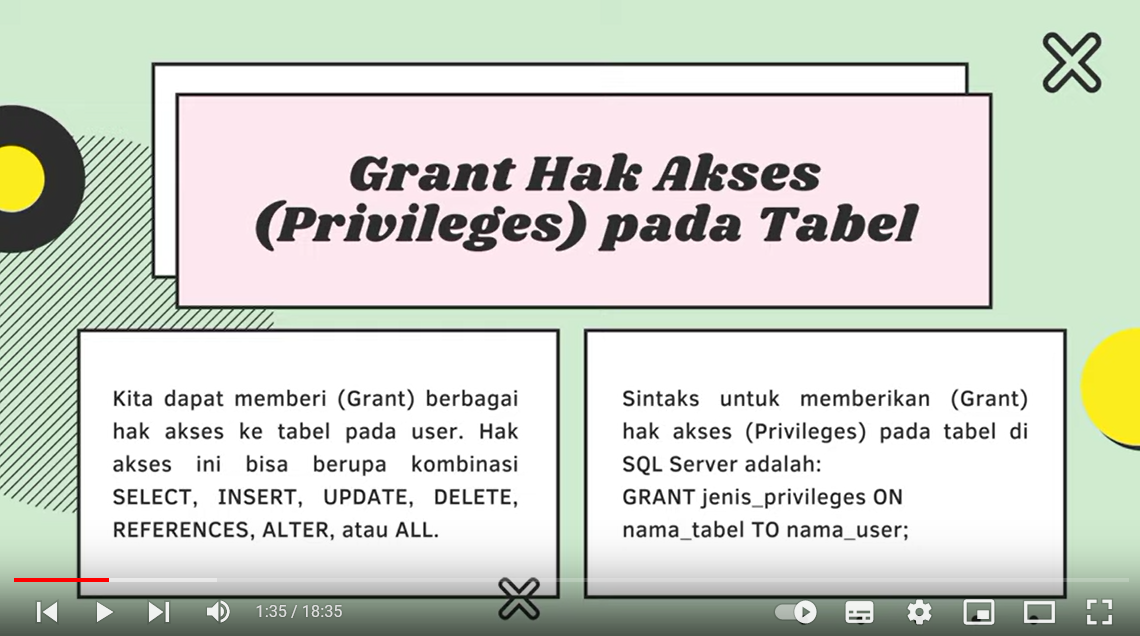 Grant Hak Akses
(Privileges) pada Tabel
Kita dapat memberi (Grant) berbagai
hak akses ke tabel pada user. Hak
akses ini bisa berupa kombinasi
SELECT, INSERT, UPDATE, DELETE,
REFERENCES, ALTER, atau ALL.
Sintaks untuk memberikan (Grant)
hak akses (Privileges) pada tabel di
SQL Server adalah:
GRANT jenis_privileges ON
nama_tabel TO nama_user;
1:35 / 18:35